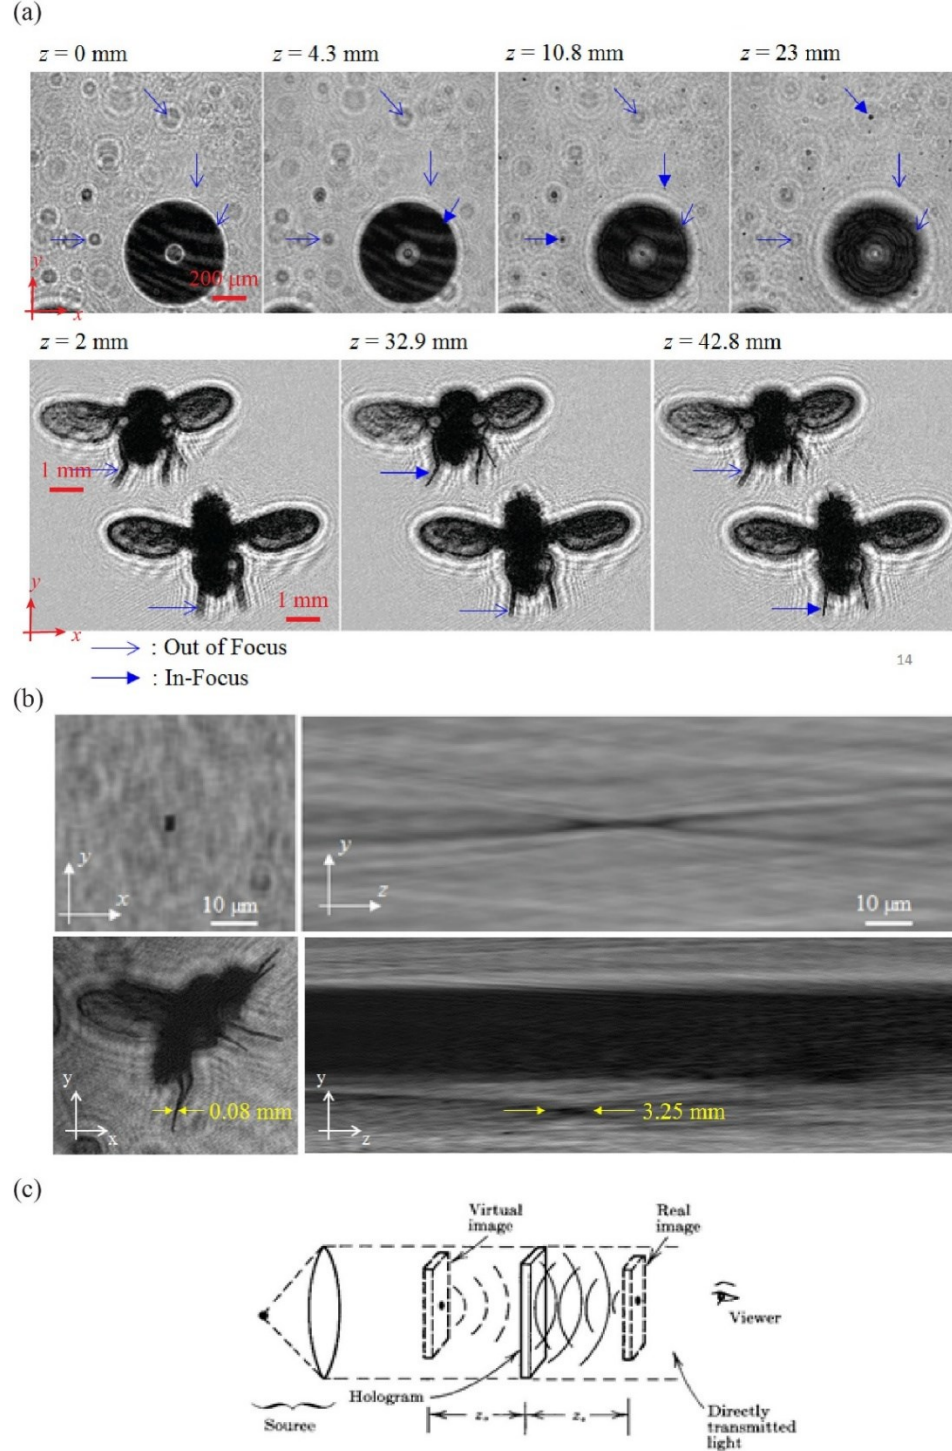 (a)
z = 0 mm
z = 4.3 mm
z = 10.8 mm
z = 23 mm
y
200 μm
x
z = 2 mm
z = 32.9 mm
z = 42.8 mm
1 mm
y
1 mm
x
: Out of Focus
14
: In-Focus
(b)
y
x
10 μm
y
z
10 μm
y
x
0.08 mm
y
z
3.25 mm
(c)
Virtual
image
Real
image
Viewer
Hologram
Source
Directly
transmitted
light